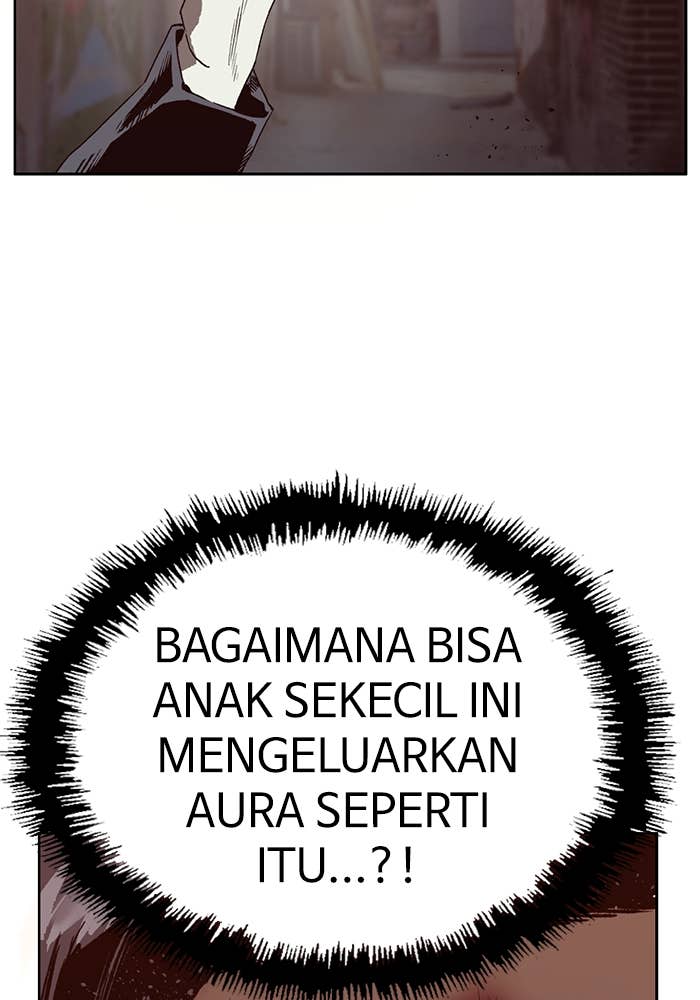 BAGAIMANA BISA
ANAK SEKECIL INI
MENGELUARKAN
AURA SEPERTI
ITU...?!